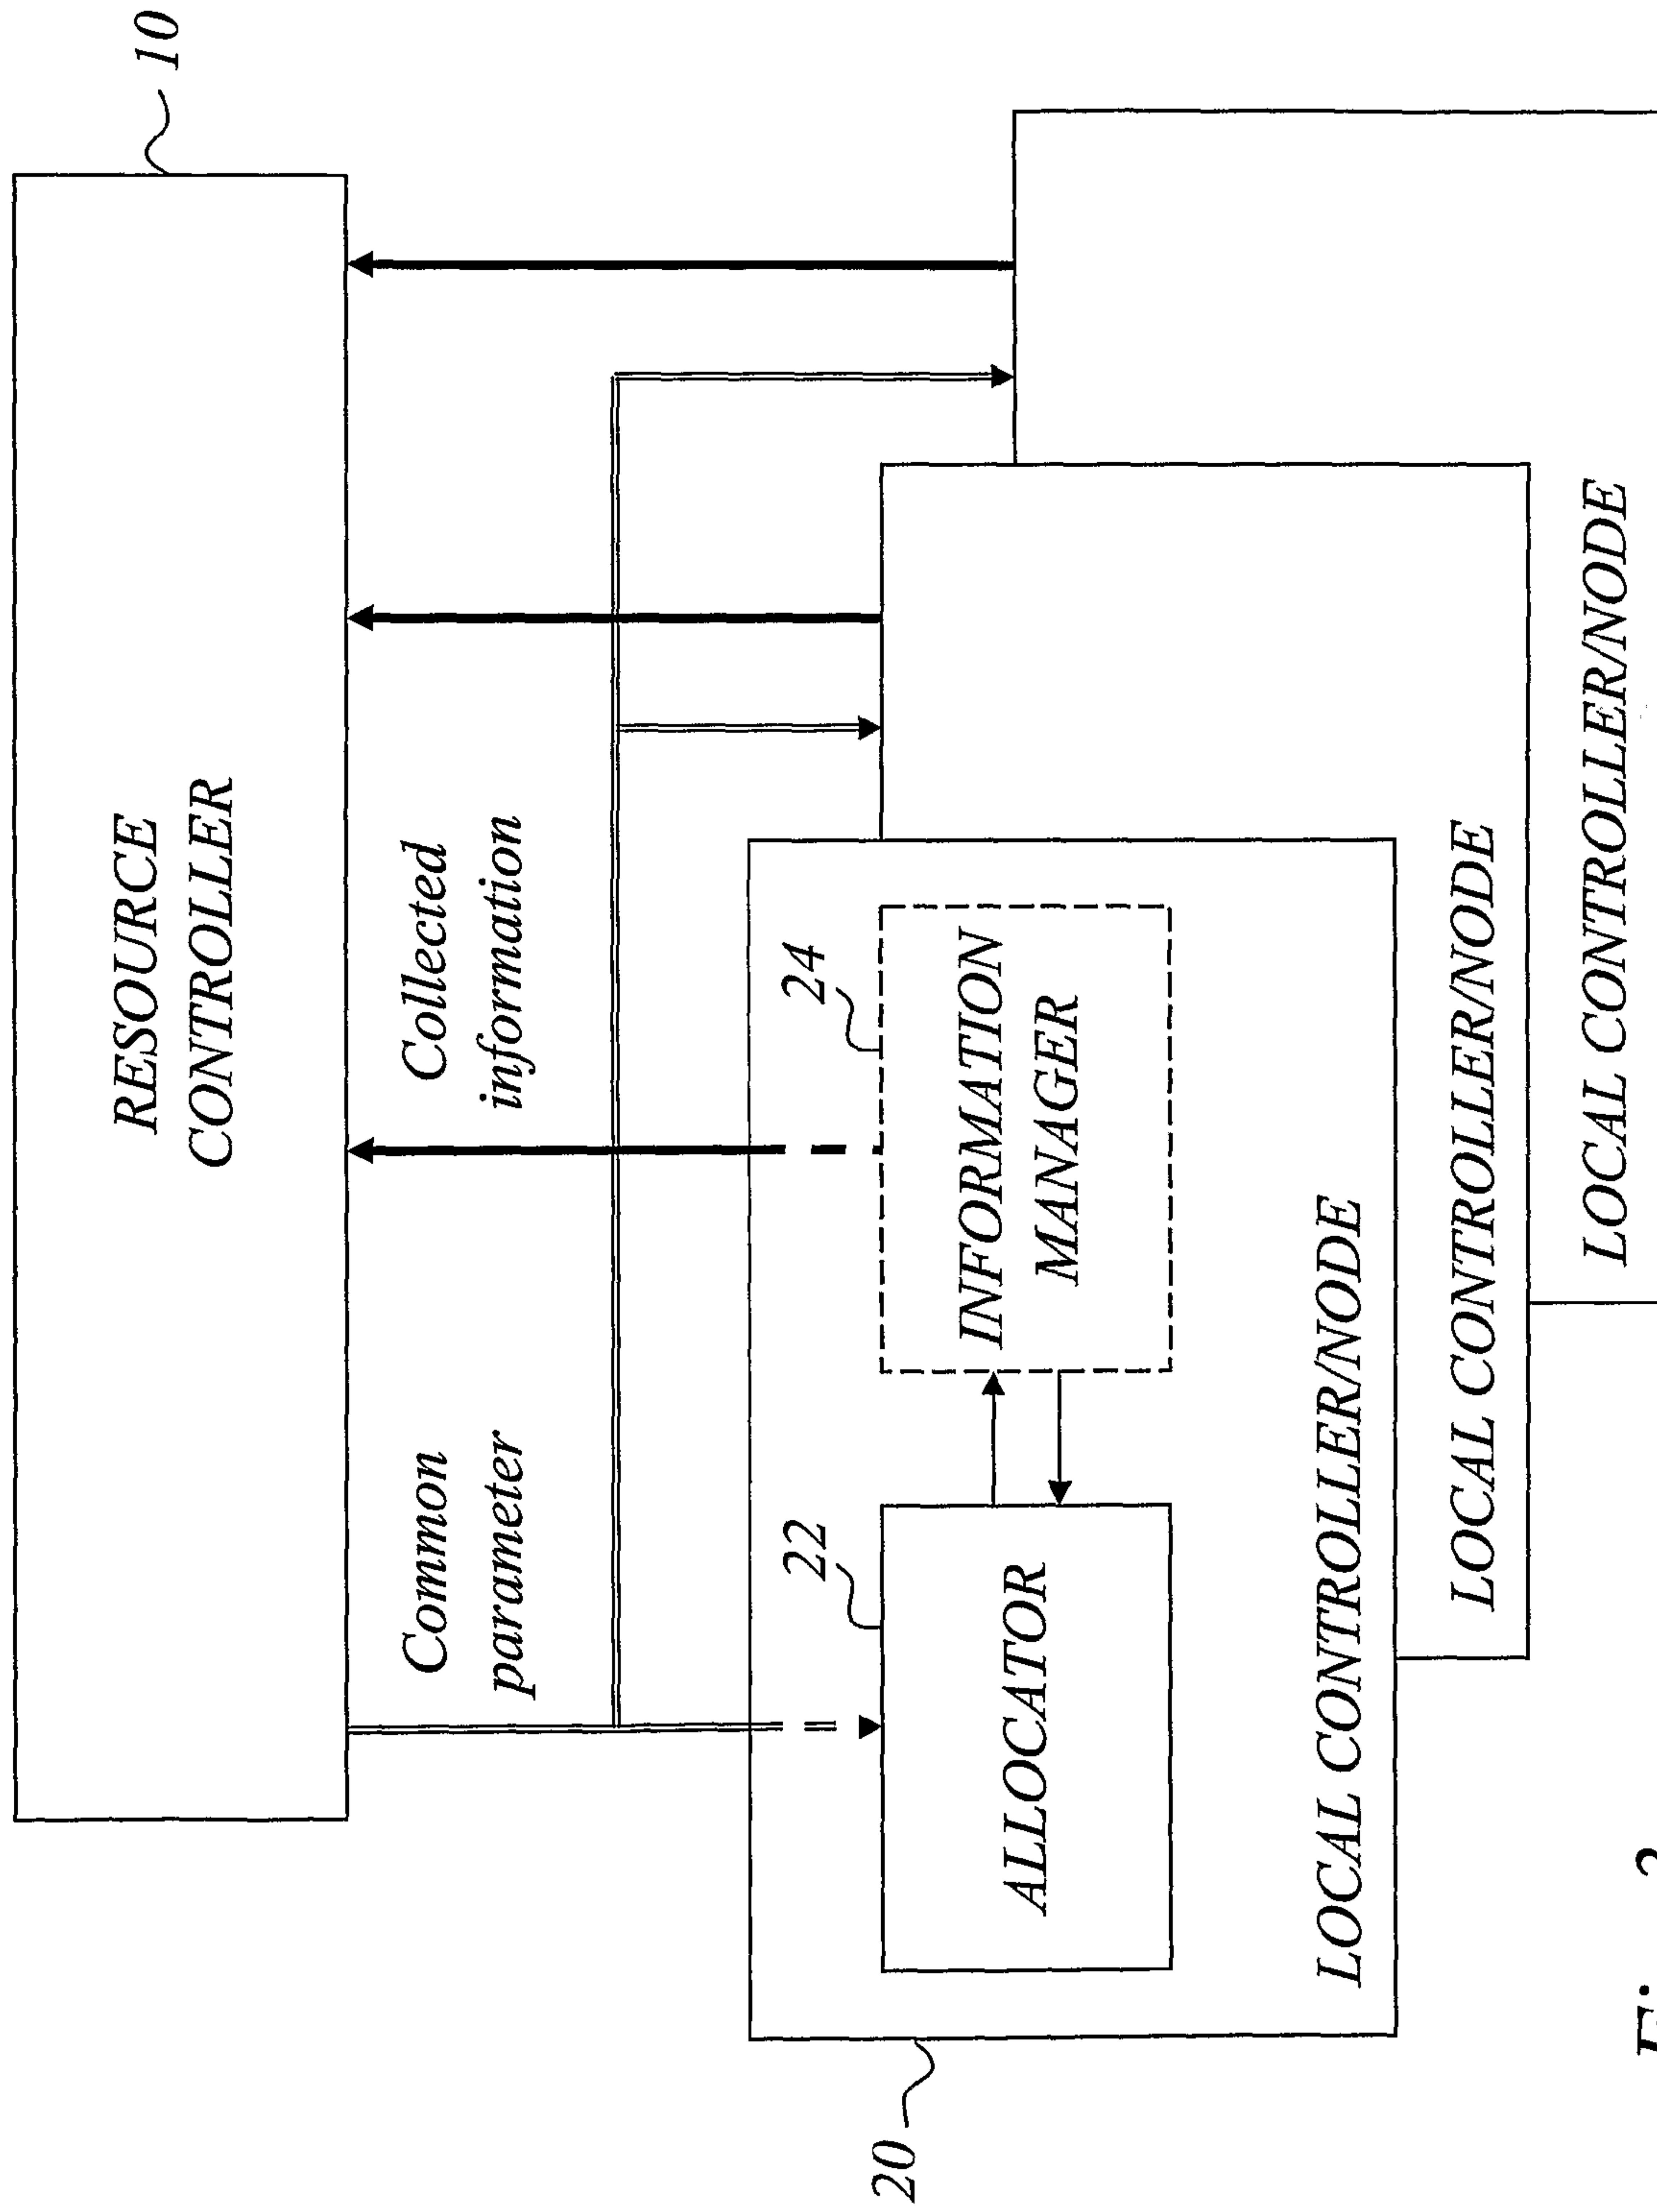 10
RESOURCE
CONTROLLER
Common
parameter
Collected
information
22
24
ALLOCATOR
INFORMATION
MANAGER
20
LOCAL CONTROLLER/NODE
LOCAL CONTROLLER/NODE
LOCAL CONTROLLER/NODE